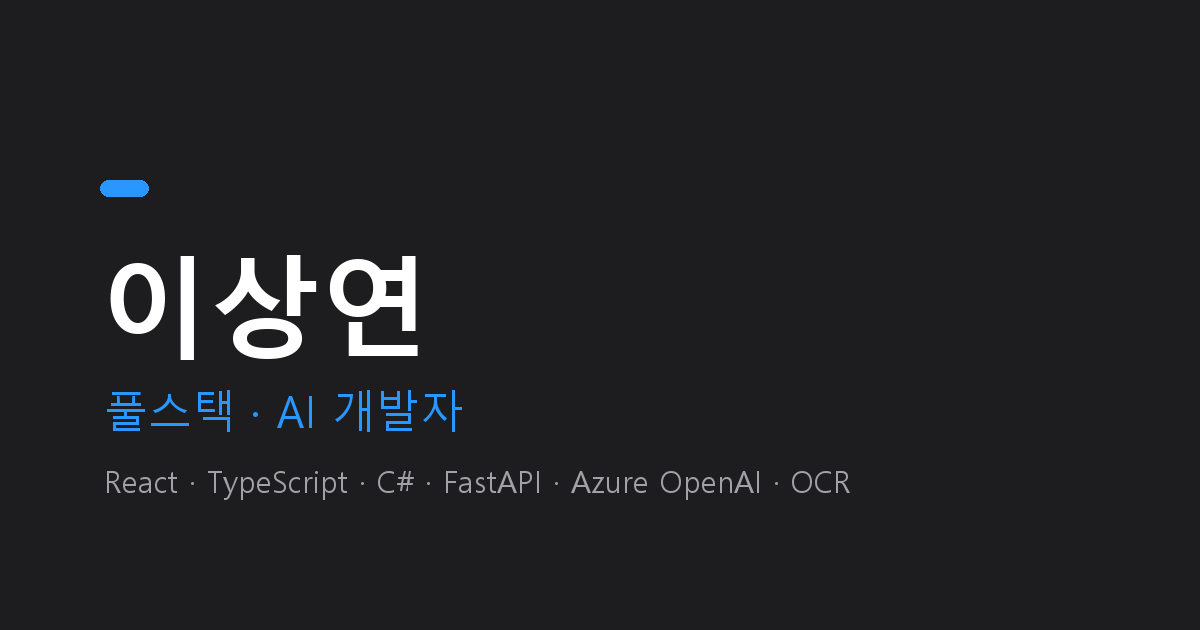 이상연
풀스택 · AI 개발자
React · TypeScript · C# · FastAPI · Azure OpenAI · OCR